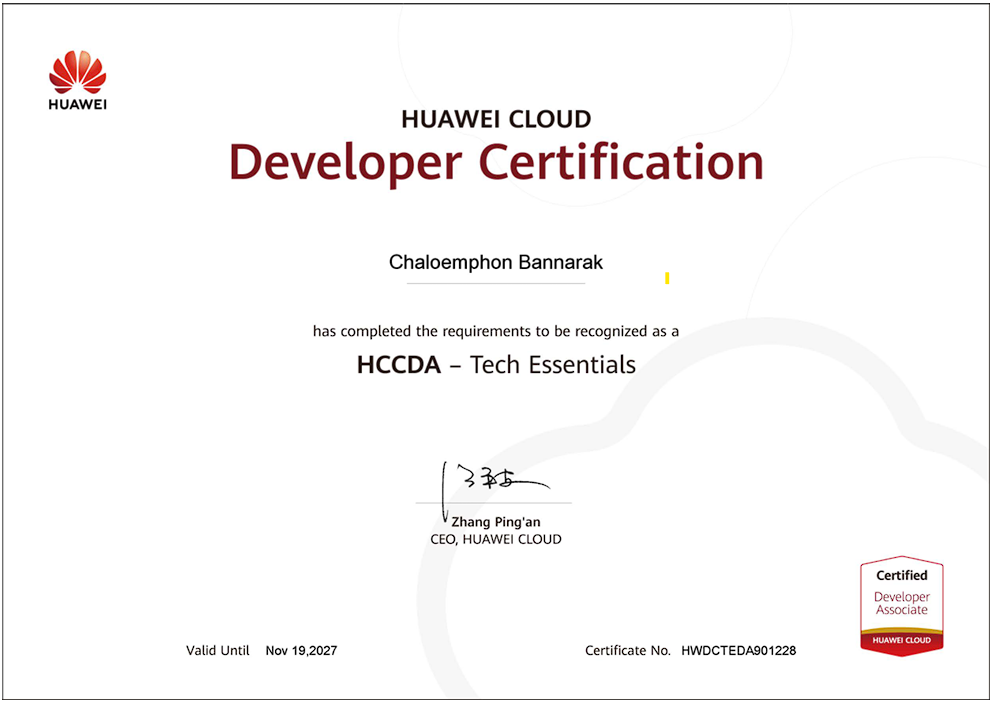 HUAWEI
HUAWEI CLOUD
Developer Certification
Chaloemphon Bannarak
has completed the requirements to be recognized as a
HCCDA – Tech Essentials
Zhang Ping'an
CEO, HUAWEI CLOUD
Certified
Developer
Associate
HUAWEI CLOUD
Valid Until Nov 19,2027
Certificate No. HWDCTEDA901228